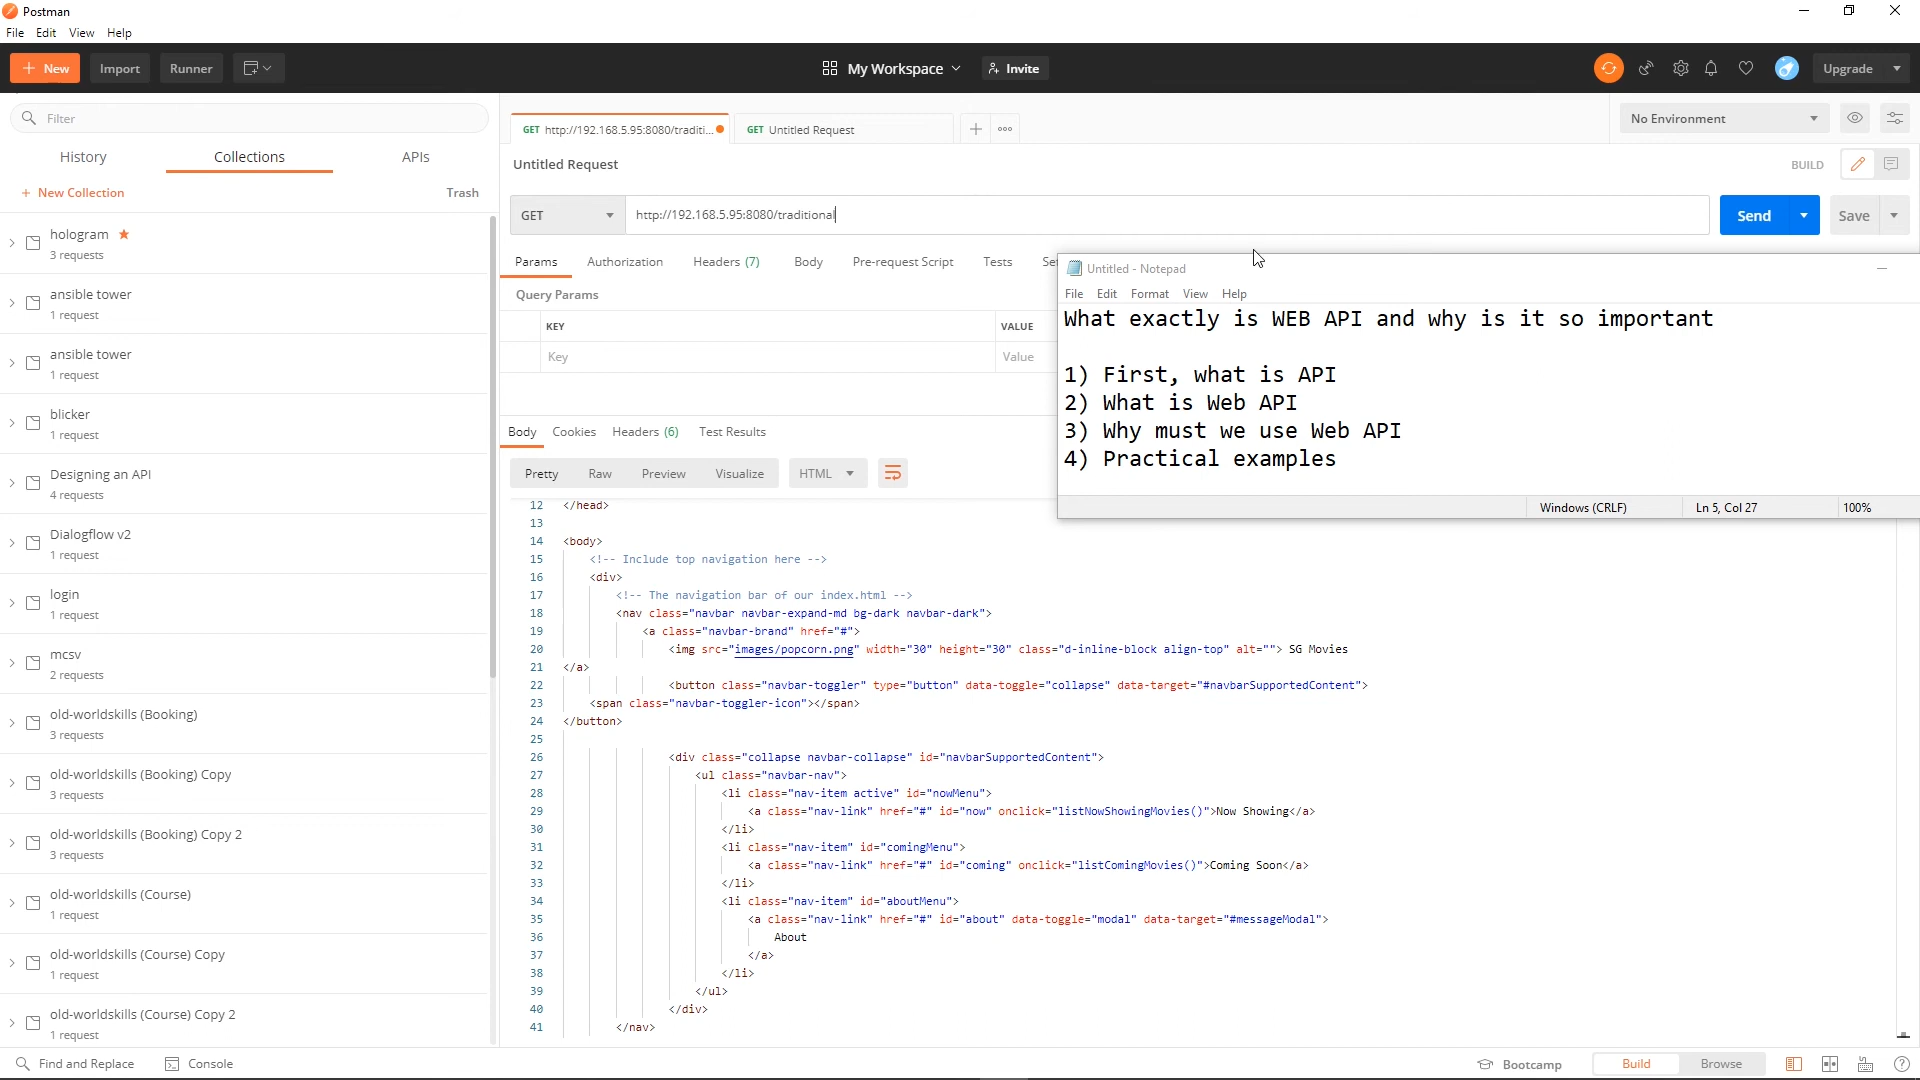 Postman
File Edit View Help
New Import Runner My Workspace Invite Upgrade
Filter
History Collections APIs
+ New Collection Trash
hologram
3 requests
ansible tower
1 request
ansible tower
1 request
blicker
1 request
Designing an API
4 requests
Dialogflow v2
1 request
login
1 request
mcsv
2 requests
old-worldskills (Booking)
3 requests
old-worldskills (Booking) Copy
3 requests
old-worldskills (Booking) Copy 2
3 requests
old-worldskills (Course)
1 request
old-worldskills (Course) Copy
1 request
old-worldskills (Course) Copy 2
1 request
GET http://192.168.5.95:8080/traditi... GET Untitled Request
No Environment
Untitled Request BUILD
GET http://192.168.5.95:8080/traditional Send Save
Params Authorization Headers (7) Body Pre-request Script Tests Se
Query Params
KEY VALUE
Key Value
Untitled - Notepad
File Edit Format View Help
What exactly is WEB API and why is it so important
1) First, what is API
2) What is Web API
3) Why must we use Web API
4) Practical examples
Windows (CRLF) Ln 5, Col 27 100%
Body Cookies Headers (6) Test Results
Pretty Raw Preview Visualize HTML
12 </head>
13
14 <body>
15 <!-- Include top navigation here -->
16 <div>
17 <!-- The navigation bar of our index.html -->
18 <nav class="navbar navbar-expand-md bg-dark navbar-dark">
19 <a class="navbar-brand" href="#">
20 <img src="images/popcorn.png" width="30" height="30" class="d-inline-block align-top" alt=""> SG Movies
21 </a>
22 <button class="navbar-toggler" type="button" data-toggle="collapse" data-target="#navbarSupportedContent">
23 <span class="navbar-toggler-icon"></span>
24 </button>
25
26 <div class="collapse navbar-collapse" id="navbarSupportedContent">
27 <ul class="navbar-nav">
28 <li class="nav-item active" id="nowMenu">
29 <a class="nav-link" href="#" id="now" onclick="listNowShowingMovies()">Now Showing</a>
30 </li>
31 <li class="nav-item" id="comingMenu">
32 <a class="nav-link" href="#" id="coming" onclick="listComingMovies()">Coming Soon</a>
33 </li>
34 <li class="nav-item" id="aboutMenu">
35 <a class="nav-link" href="#" id="about" data-toggle="modal" data-target="#messageModal">
36 About
37 </a>
38 </li>
39 </ul>
40 </div>
41 </nav>
Find and Replace Console Bootcamp Build Browse